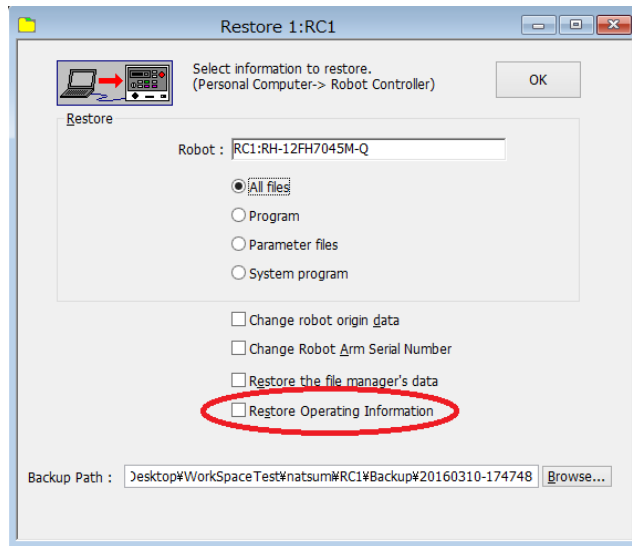 Restore 1:RC1
Select information to restore.
(Personal Computer-> Robot Controller)
OK
Restore
Robot : RC1:RH-12FH7045M-Q
All files
Program
Parameter files
System program
Change robot origin data
Change Robot Arm Serial Number
Restore the file manager's data
Restore Operating Information
Backup Path : Desktop¥WorkSpaceTest¥natsum¥RC1¥Backup¥20160310-174748 Browse...